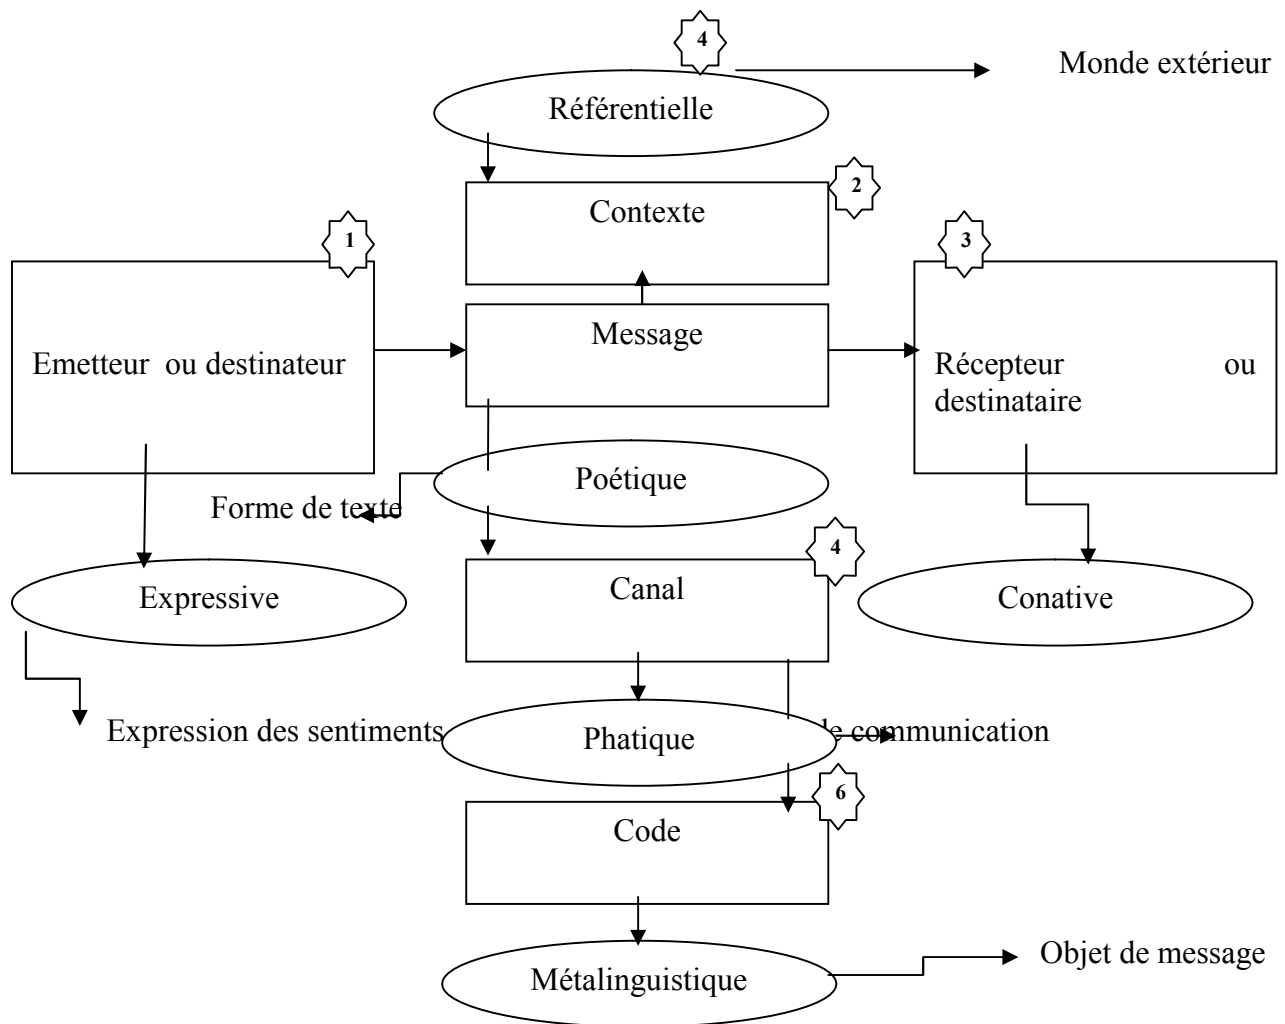 4
Monde extérieur
Référentielle
2
Contexte
1
3
Message
Emetteur ou destinateur
Récepteur ou
destinataire
Poétique
Forme de texte
4
Canal
Expressive
Conative
Expression des sentiments
Phatique
de communication
6
Code
Métalinguistique
Objet de message